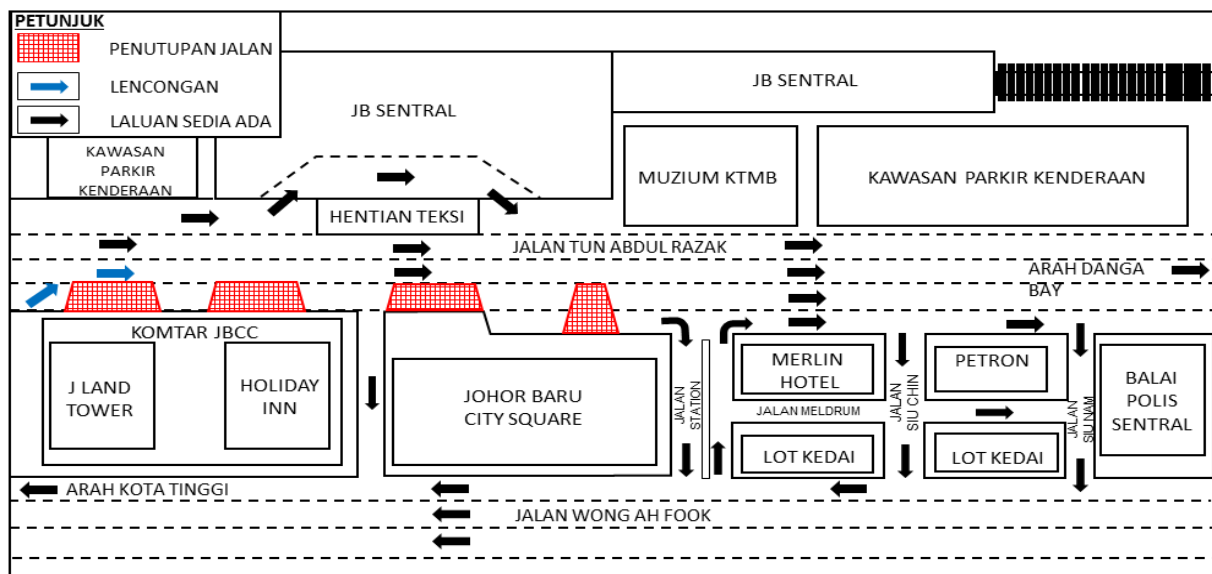 PETUNJUK
PENUTUPAN JALAN
LENCONGAN
LALUAN SEDIA ADA
JB SENTRAL
JB SENTRAL
KAWASAN
PARKIR
KENDERAAN
MUZIUM KTMB
KAWASAN PARKIR KENDERAAN
HENTIAN TEKSI
JALAN TUN ABDUL RAZAK
ARAH DANGA
BAY
KOMTAR JBCC
J LAND
TOWER
HOLIDAY
INN
JOHOR BARU
CITY SQUARE
JALAN
STATION
MERLIN
HOTEL
JALAN MELDRUM
LOT KEDAI
JALAN
SIU CHIN
PETRON
LOT KEDAI
JALAN
SIU NAM
BALAI
POLIS
SENTRAL
ARAH KOTA TINGGI
JALAN WONG AH FOOK